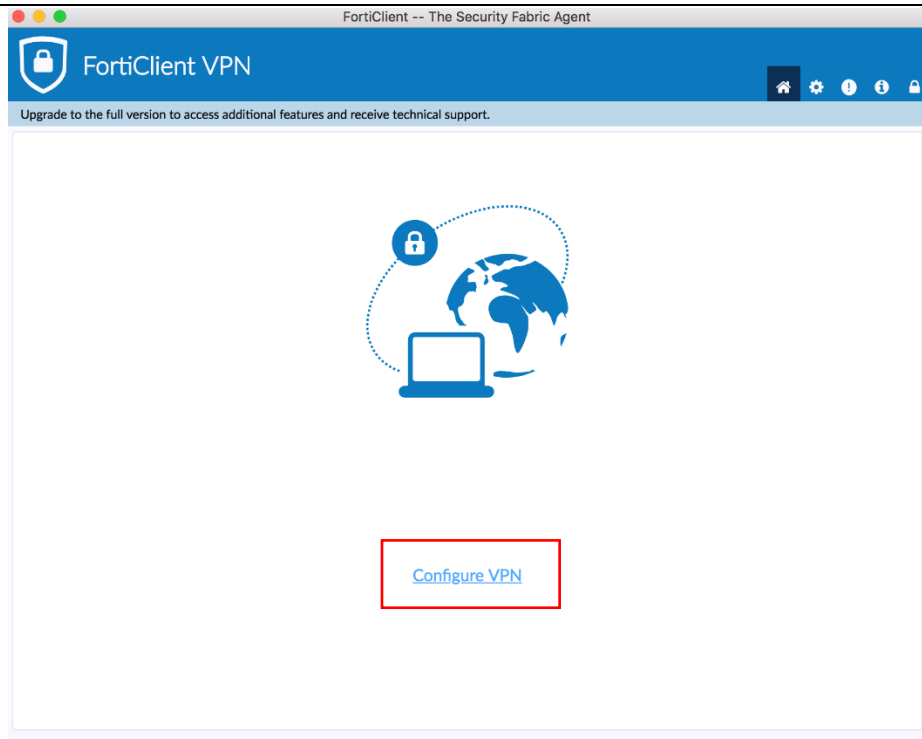 FortiClient -- The Security Fabric Agent
FortiClient VPN
Upgrade to the full version to access additional features and receive technical support.
Configure VPN